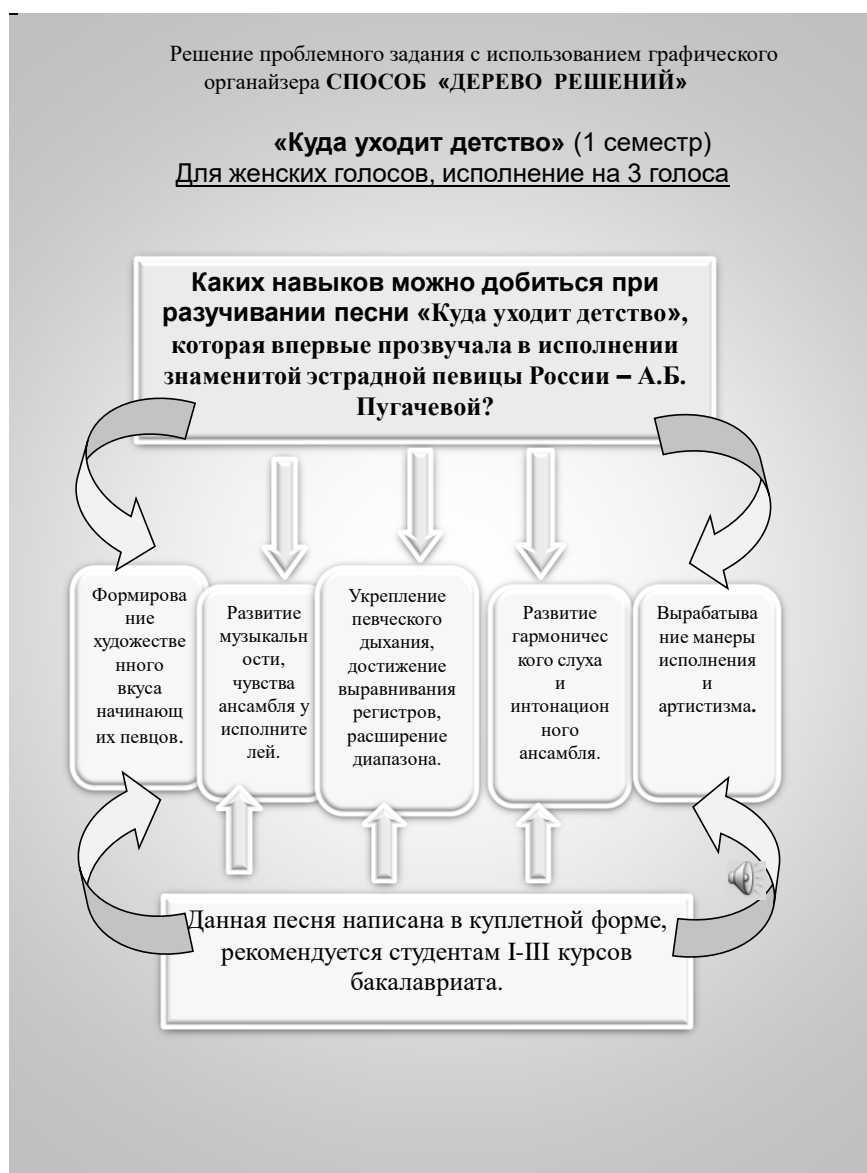 Решение проблемного задания с использованием графического
органайзера СПОСОБ «ДЕРЕВО РЕШЕНИЙ»
«Куда уходит детство» (1 семестр)
Для женских голосов, исполнение на 3 голоса
Каких навыков можно добиться при
разучивании песни «Куда уходит детство»,
которая впервые прозвучала в исполнении
знаменитой эстрадной певицы России – А.Б.
Пугачевой?
Формирова
ние
художестве
нного
вкуса
начинающ
их певцов.
Развитие
музыкальн
ости,
чувства
ансамбля у
исполните
лей.
Укрепление
певческого
дыхания,
достижение
выравнивания
регистров,
расширение
диапазона.
Развитие
гармоничес
кого слуха
и
интонацион
ного
ансамбля.
Вырабатыва
ние манеры
исполнения
и
артистизма.
Данная песня написана в куплетной форме,
рекомендуется студентам I-III курсов
бакалавриата.